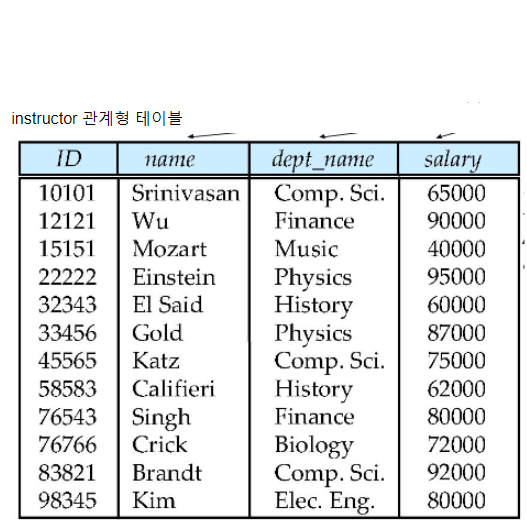 instructor 관계형 테이블
ID name dept_name salary
10101 Srinivasan Comp. Sci. 65000
12121 Wu Finance 90000
15151 Mozart Music 40000
22222 Einstein Physics 95000
32343 El Said History 60000
33456 Gold Physics 87000
45565 Katz Comp. Sci. 75000
58583 Califieri History 62000
76543 Singh Finance 80000
76766 Crick Biology 72000
83821 Brandt Comp. Sci. 92000
98345 Kim Elec. Eng. 80000